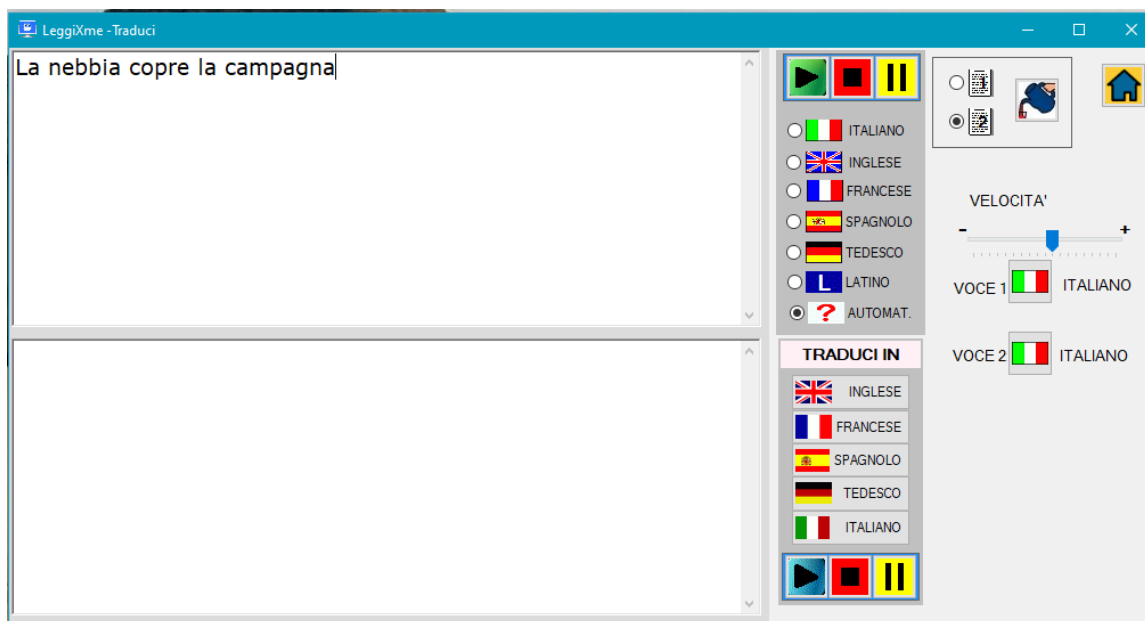 LeggiXme -Traduci
La nebbia copre la campagna
ITALIANO
INGLESE
FRANCESE
SPAGNOLO
TEDESCO
L LATINO
? AUTOMAT.
1
2
VELOCITA'
- +
VOCE 1 ITALIANO
VOCE 2 ITALIANO
TRADUCI IN
INGLESE
FRANCESE
SPAGNOLO
TEDESCO
ITALIANO